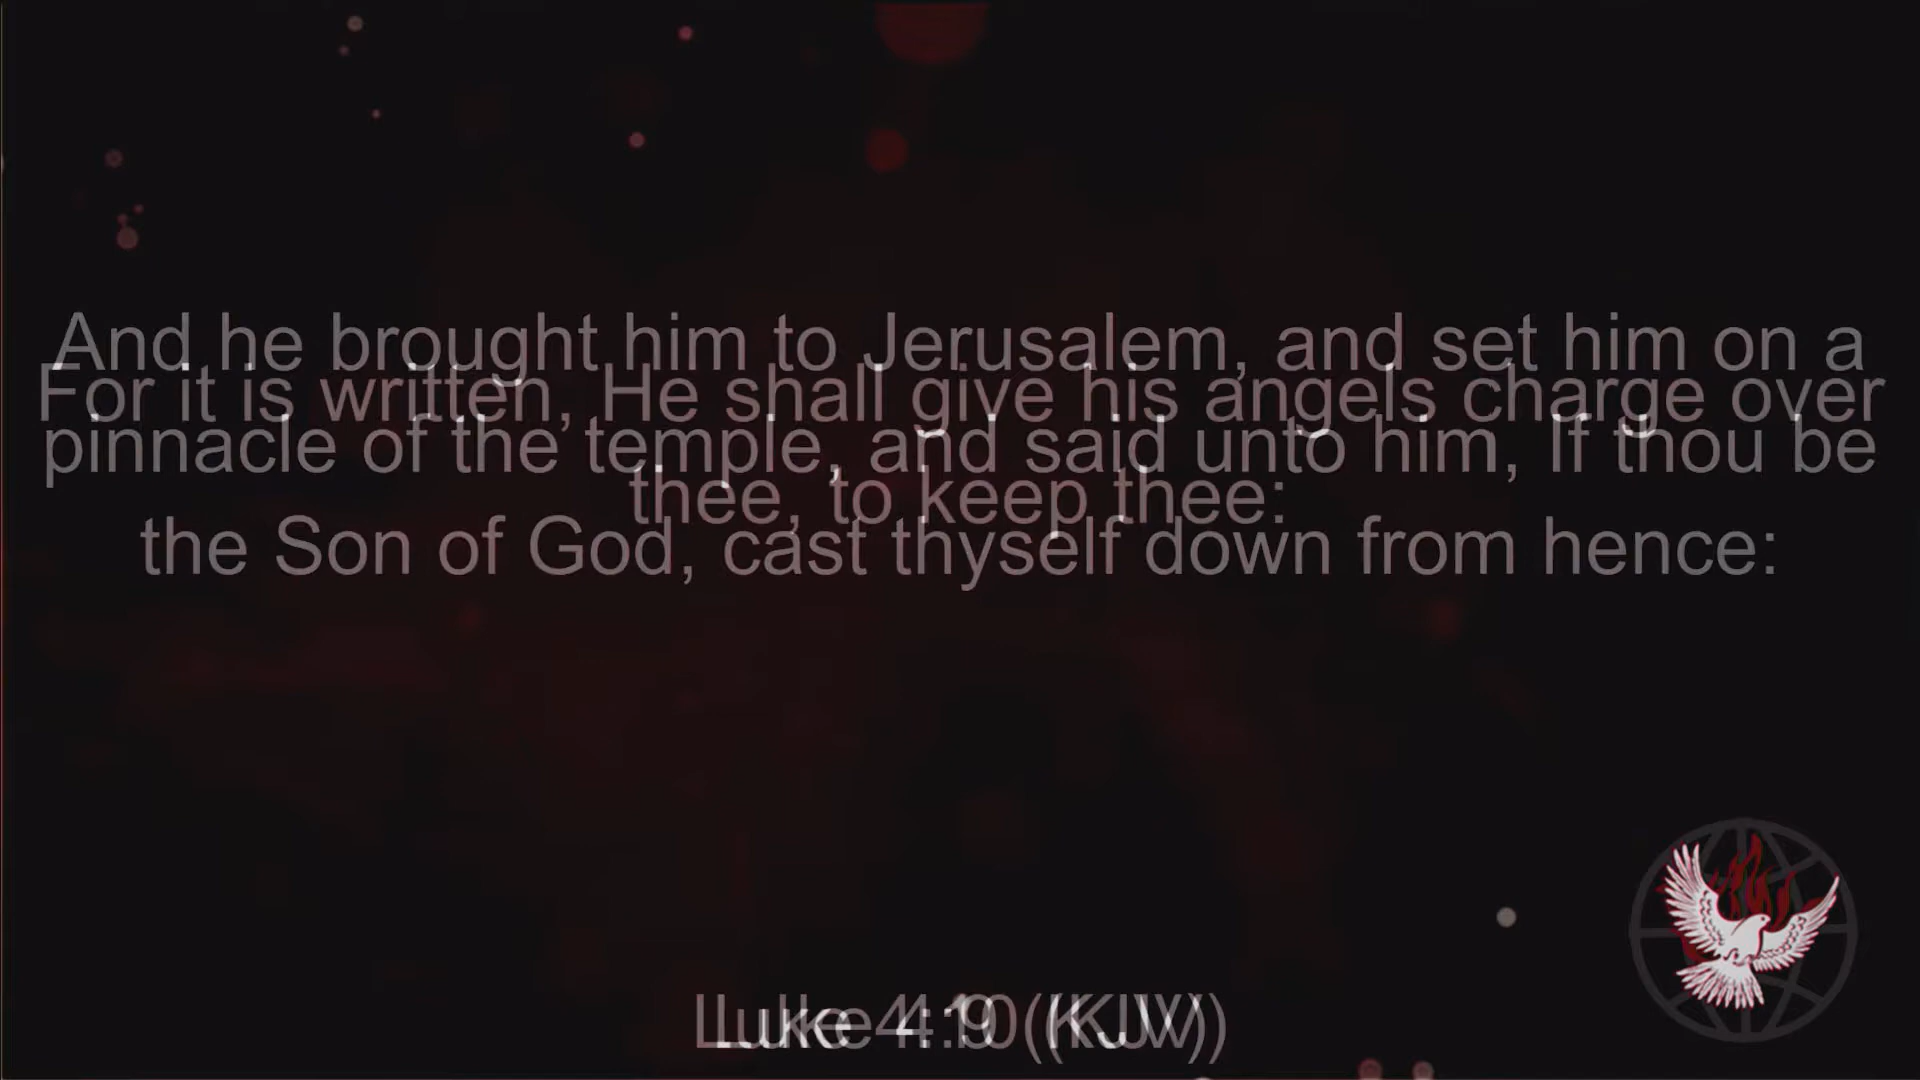 And he brought him to Jerusalem, and set him on a
For it is written, He shall give his angels charge over
pinnacle of the temple, and said unto him, If thou be
thee, to keep thee:
the Son of God, cast thyself down from hence:
Luke 4:9 (KJV)
Luke 4:10 (KJV)